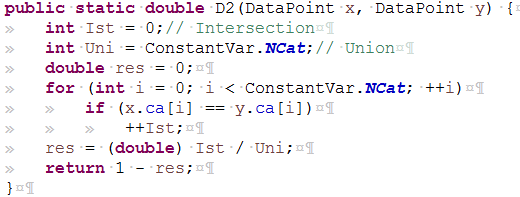 public static double D2(DataPoint x, DataPoint y) {
int Ist = 0;// Intersection
int Uni = ConstantVar.NCat;// Union
double res = 0;
for (int i = 0; i < ConstantVar.NCat; ++i)
if (x.ca[i] == y.ca[i])
++Ist;
res = (double) Ist / Uni;
return 1 - res;
}